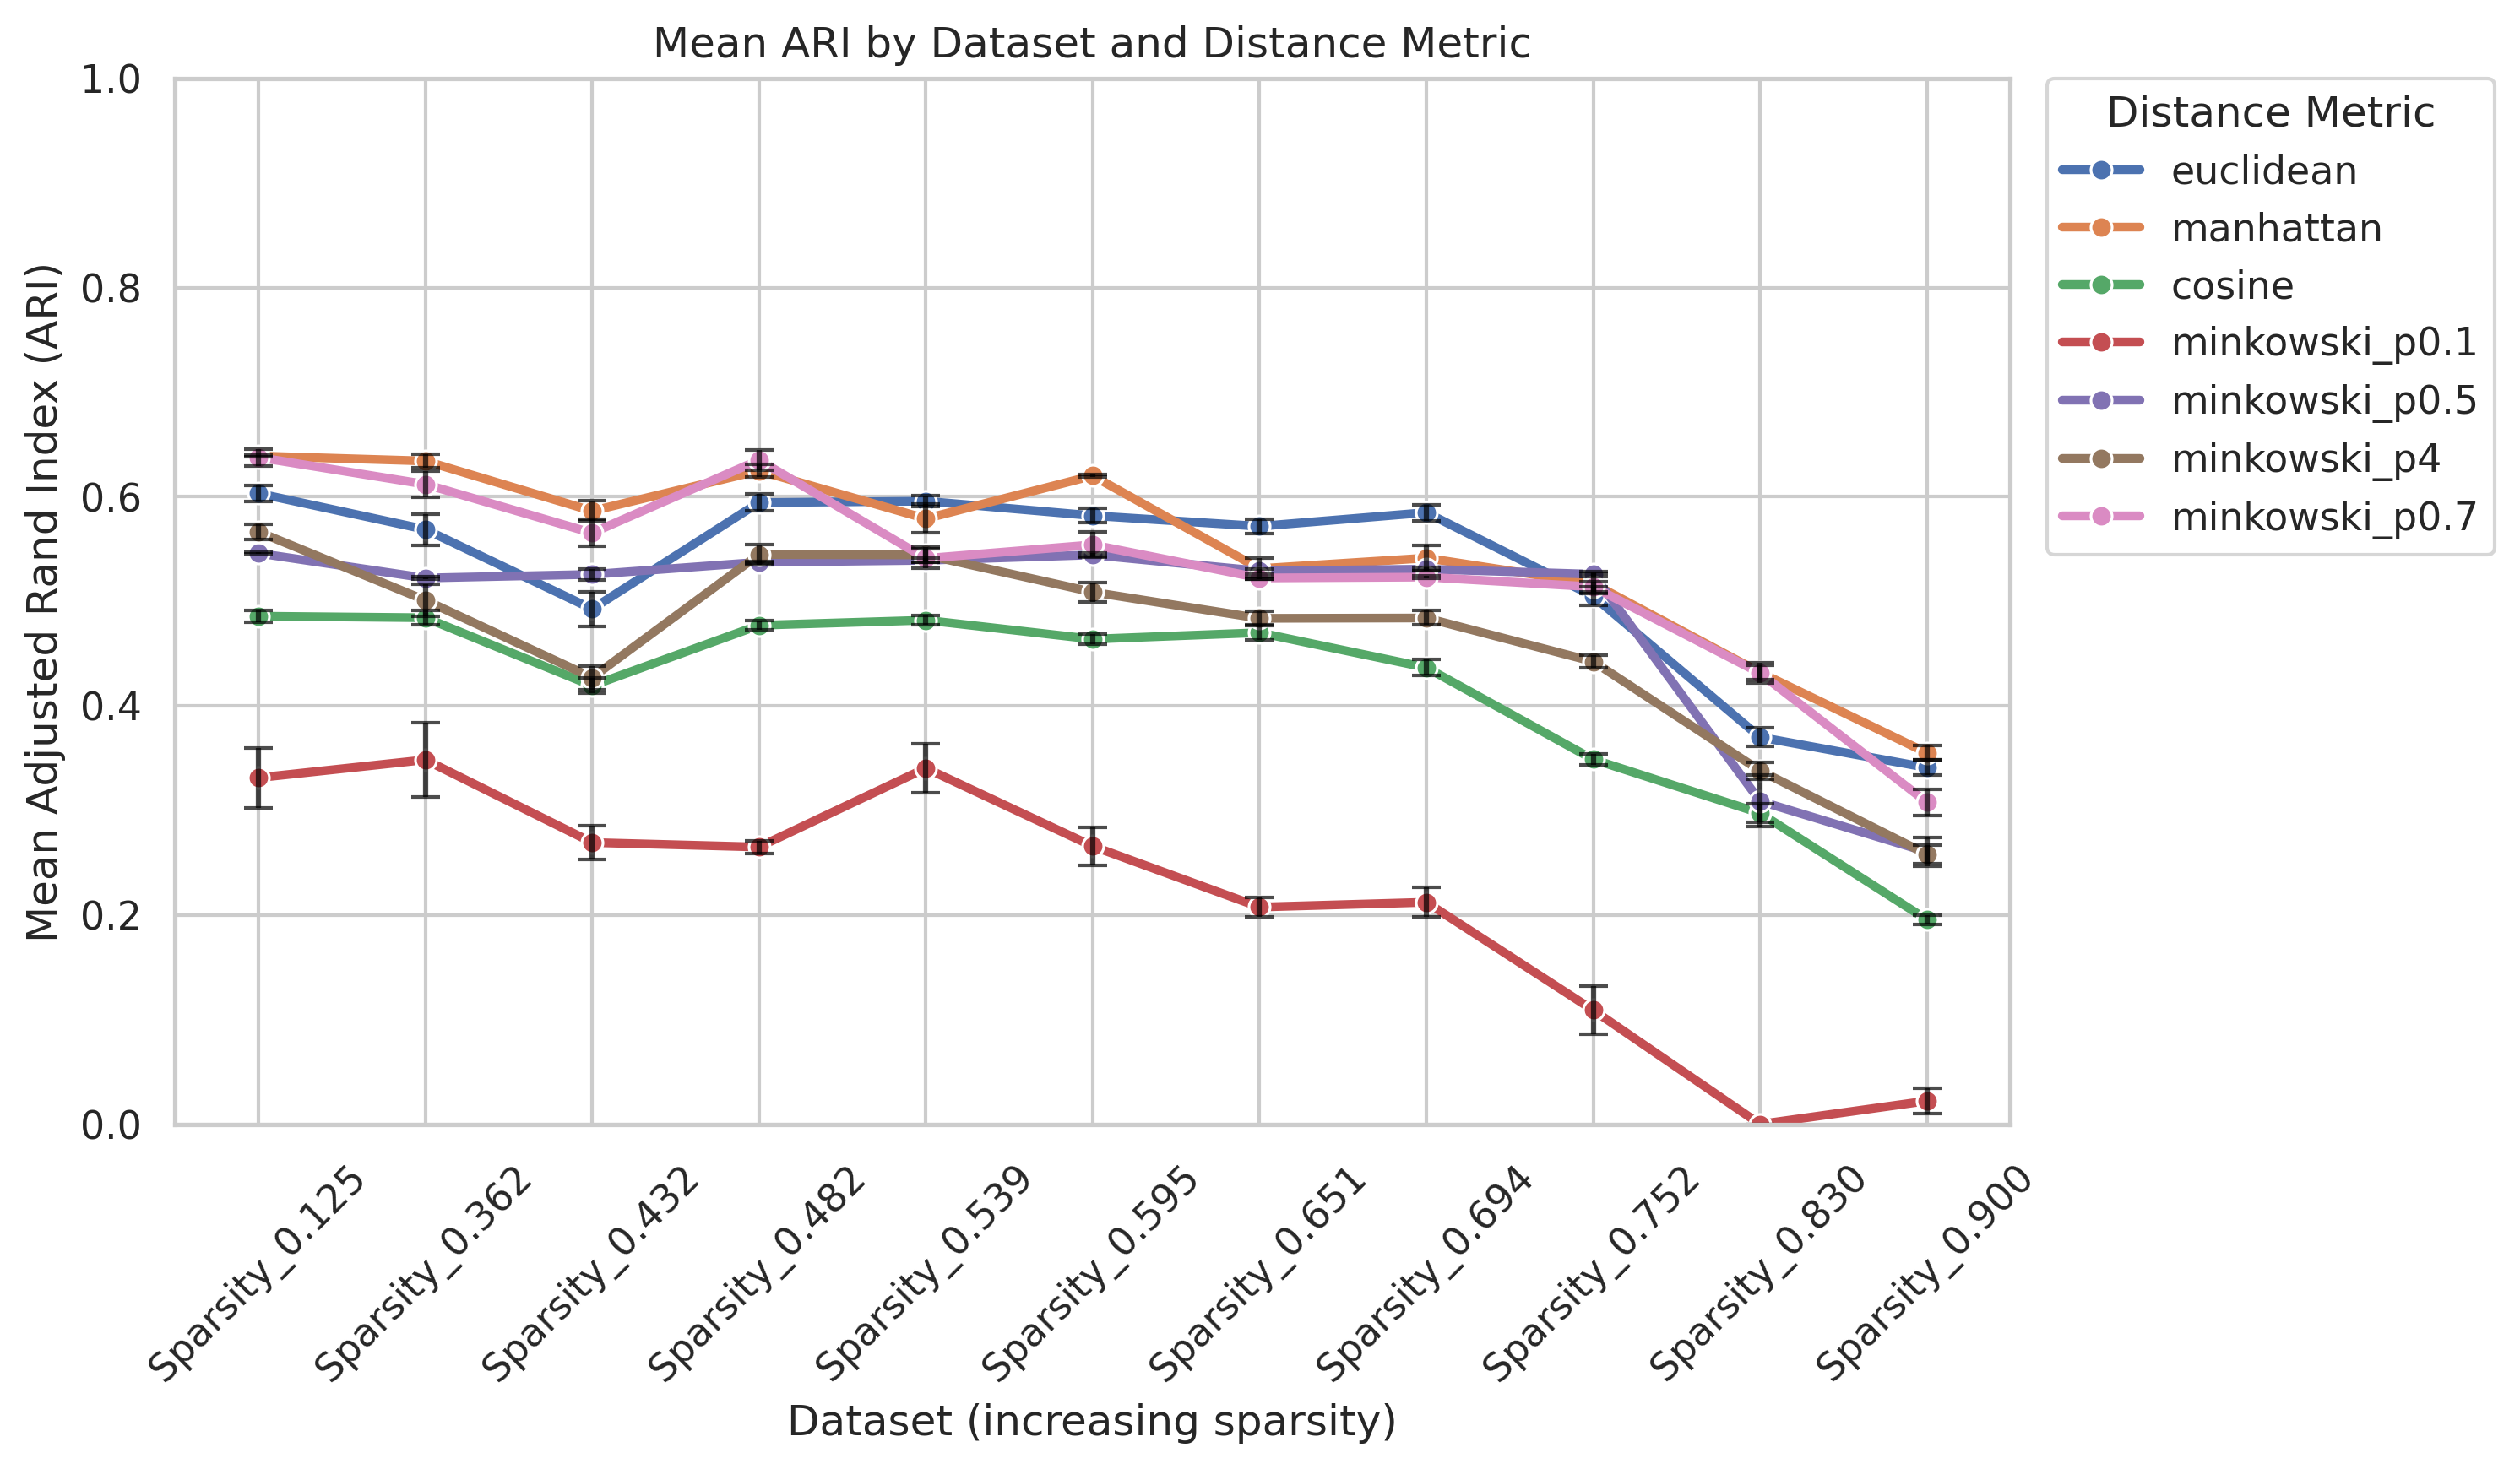 Mean ARI by Dataset and Distance Metric
Mean Adjusted Rand Index (ARI)
1.0
0.8
0.6
0.4
0.2
0.0
Sparsity_0.125
Sparsity_0.362
Sparsity_0.432
Sparsity_0.482
Sparsity_0.539
Sparsity_0.595
Sparsity_0.651
Sparsity_0.694
Sparsity_0.752
Sparsity_0.830
Sparsity_0.900
Dataset (increasing sparsity)
Distance Metric
euclidean
manhattan
cosine
minkowski_p0.1
minkowski_p0.5
minkowski_p4
minkowski_p0.7